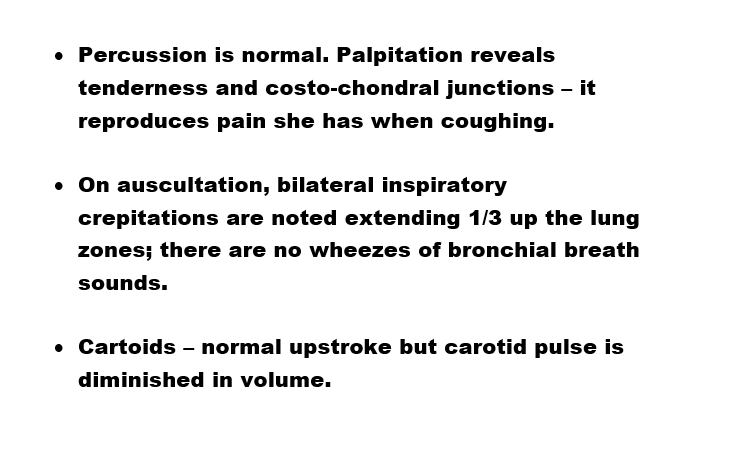 • Percussion is normal. Palpitation reveals
tenderness and costo-chondral junctions – it
reproduces pain she has when coughing.
• On auscultation, bilateral inspiratory
crepitations are noted extending 1/3 up the lung
zones; there are no wheezes of bronchial breath
sounds.
• Cartoids – normal upstroke but carotid pulse is
diminished in volume.